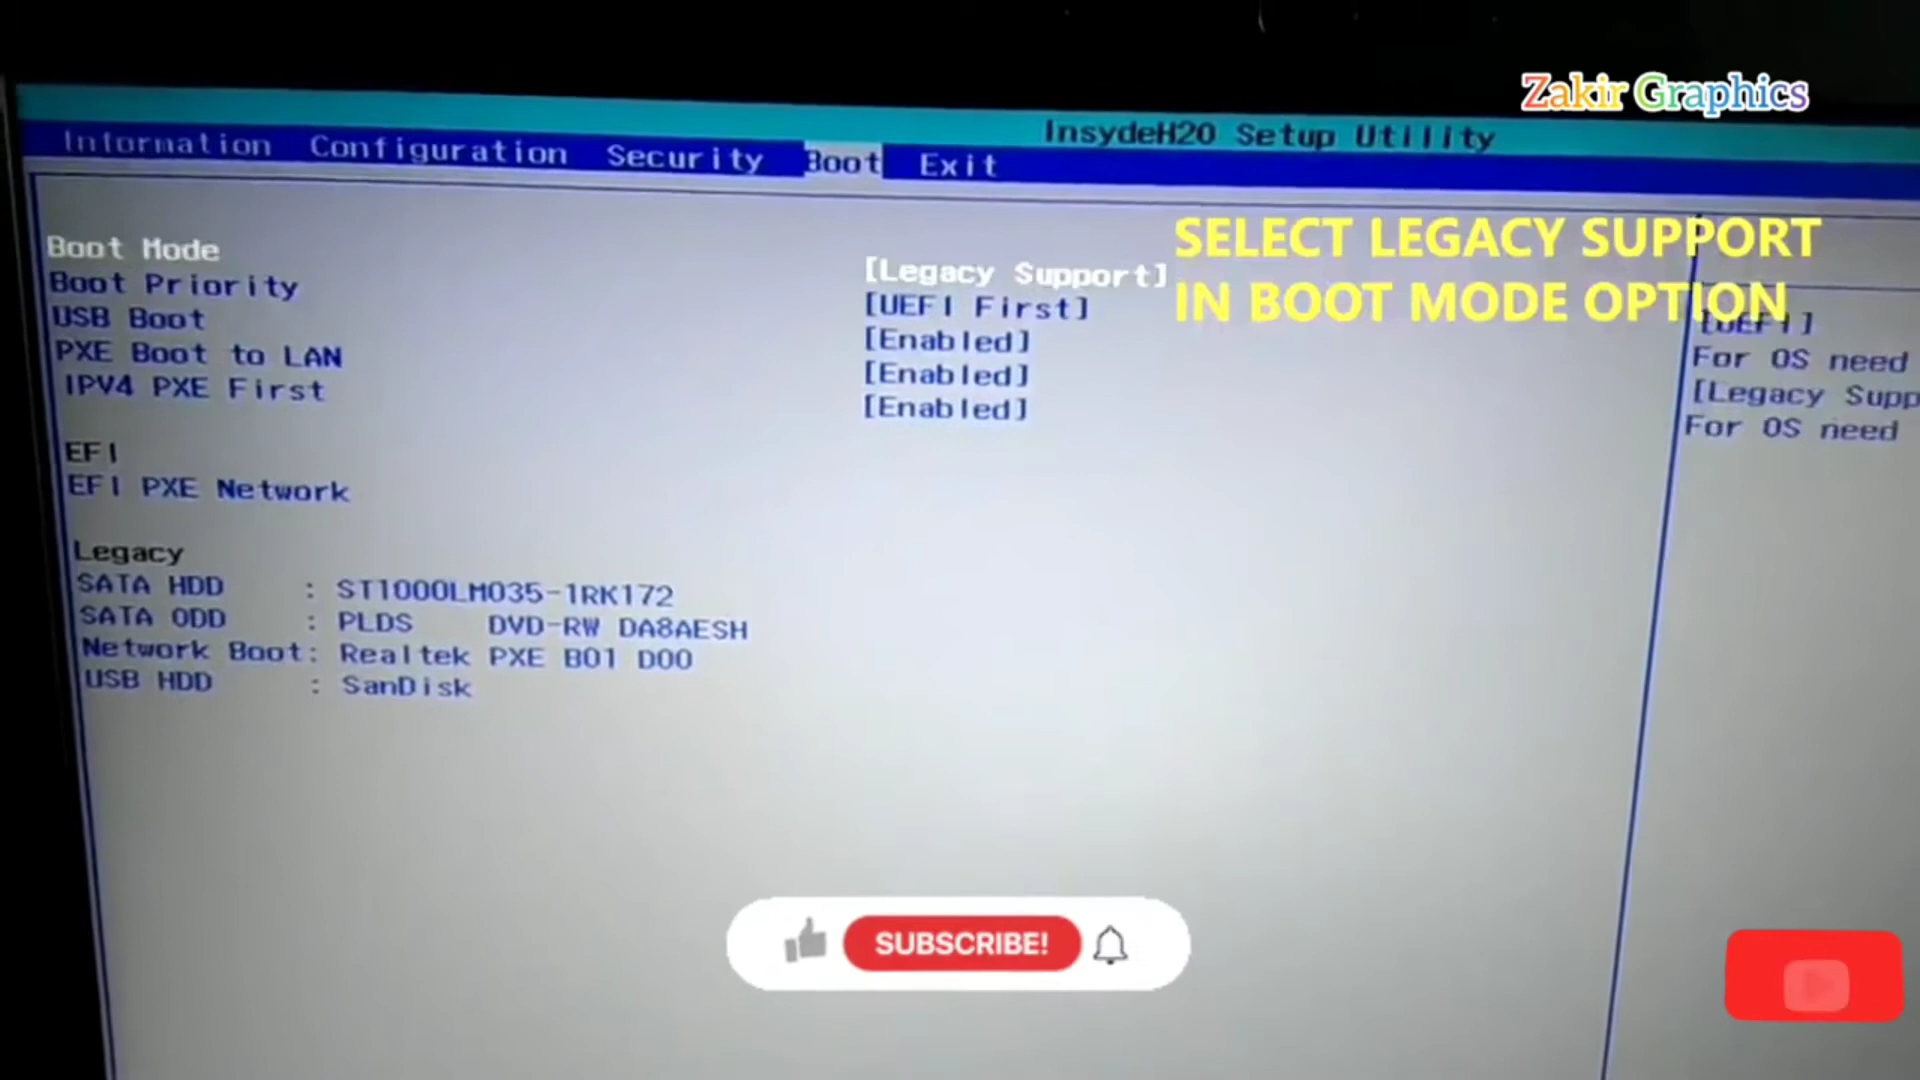 Zakir Graphics
InsydeH20 Setup Utility
Information Configuration Security Boot Exit
SELECT LEGACY SUPPORT
IN BOOT MODE OPTION
Boot Mode [Legacy Support]
Boot Priority [UEFI First]
USB Boot [Enabled]
PXE Boot to LAN [Enabled]
IPV4 PXE First [Enabled]
[UEFI]
For OS need
[Legacy Supp
For OS need
EFI
EFI PXE Network
Legacy
SATA HDD : ST1000LM035-1RK172
SATA ODD : PLDS DVD-RW DA8AESH
Network Boot: Realtek PXE B01 D00
USB HDD : SanDisk
SUBSCRIBE!